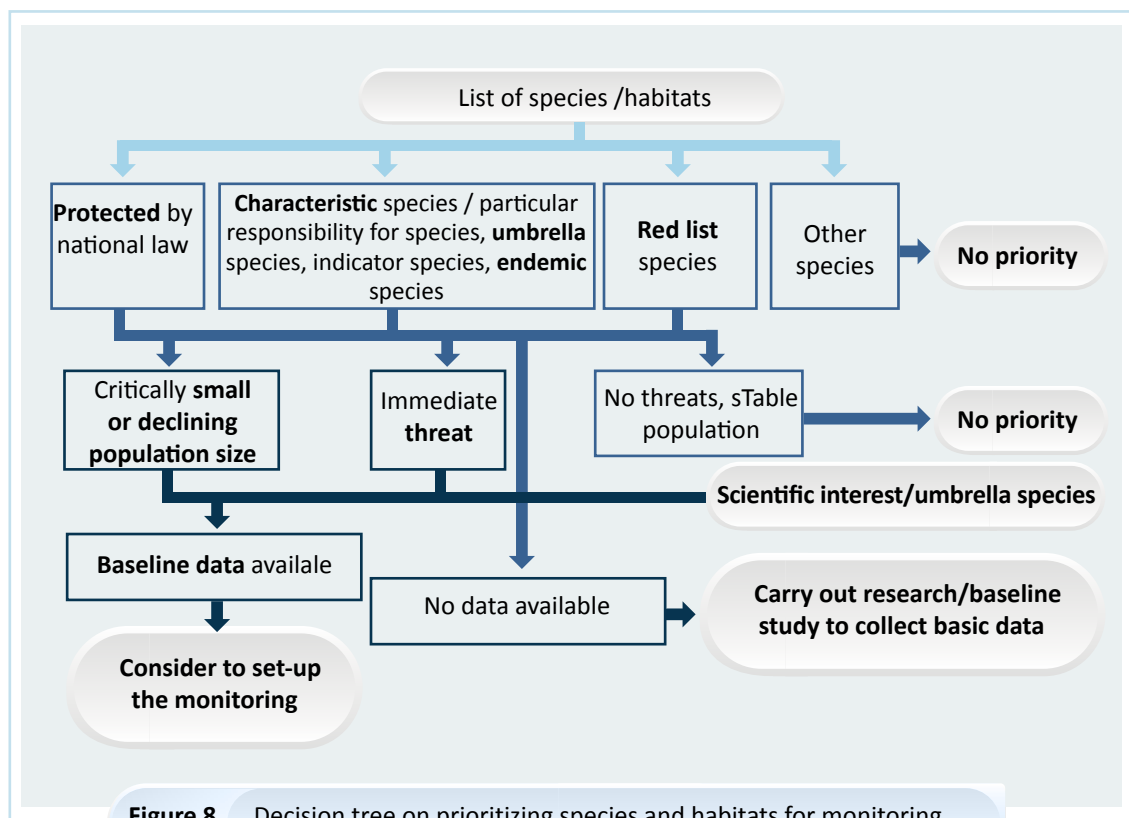 List of species /habitats
Protected by
national law
Characteristic species / particular
responsibility for species, umbrella
species, indicator species, endemic
species
Red list
species
Other
species
No priority
Critically small
or declining
population size
Immediate
threat
No threats, sTable
population
No priority
Scientific interest/umbrella species
Baseline data availale
No data available
Carry out research/baseline
study to collect basic data
Consider to set-up
the monitoring
Figure 8 Decision tree on prioritizing species and habitats for monitoring